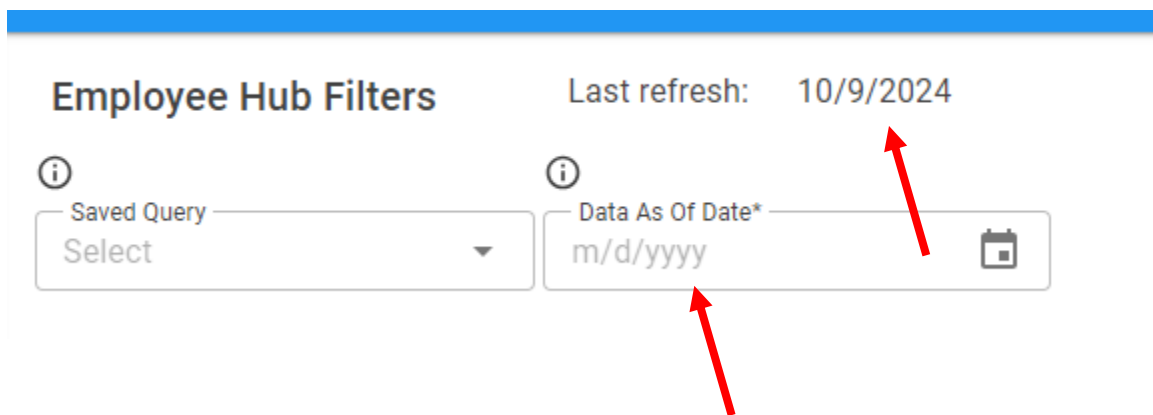 Employee Hub Filters
Last refresh: 10/9/2024
Saved Query
Select
Data As Of Date*
m/d/yyyy